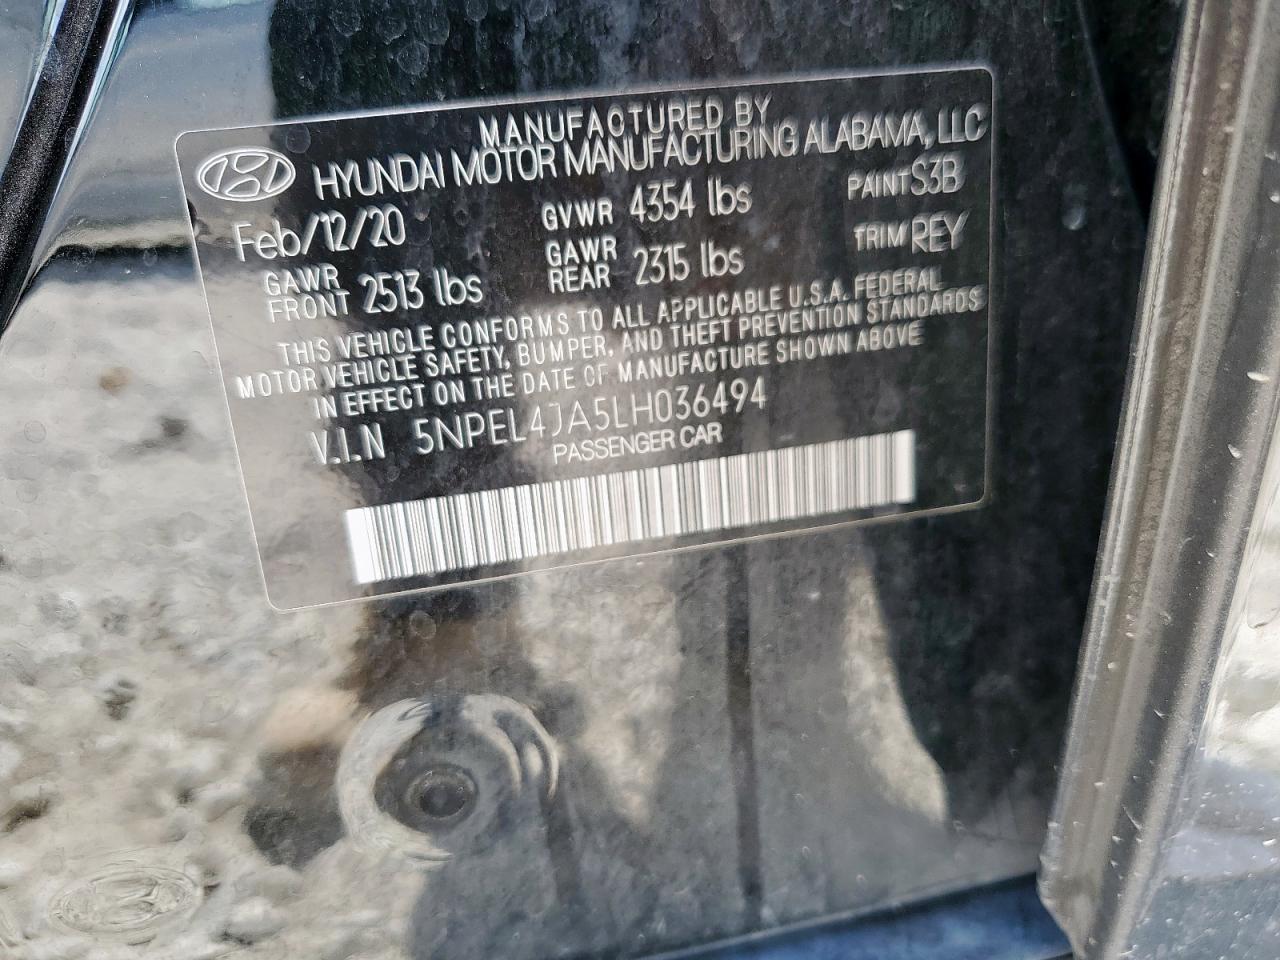 MANUFACTURED BY
HYUNDAI MOTOR MANUFACTURING ALABAMA, LLC
Feb/12/20 GVWR 4354 lbs PAINT S3B
GAWR FRONT 2513 lbs GAWR REAR 2315 lbs TRIM REY
THIS VEHICLE CONFORMS TO ALL APPLICABLE U.S.A. FEDERAL
MOTOR VEHICLE SAFETY, BUMPER, AND THEFT PREVENTION STANDARDS
IN EFFECT ON THE DATE OF MANUFACTURE SHOWN ABOVE
V.I.N 5NPEL4JA5LH036494
PASSENGER CAR